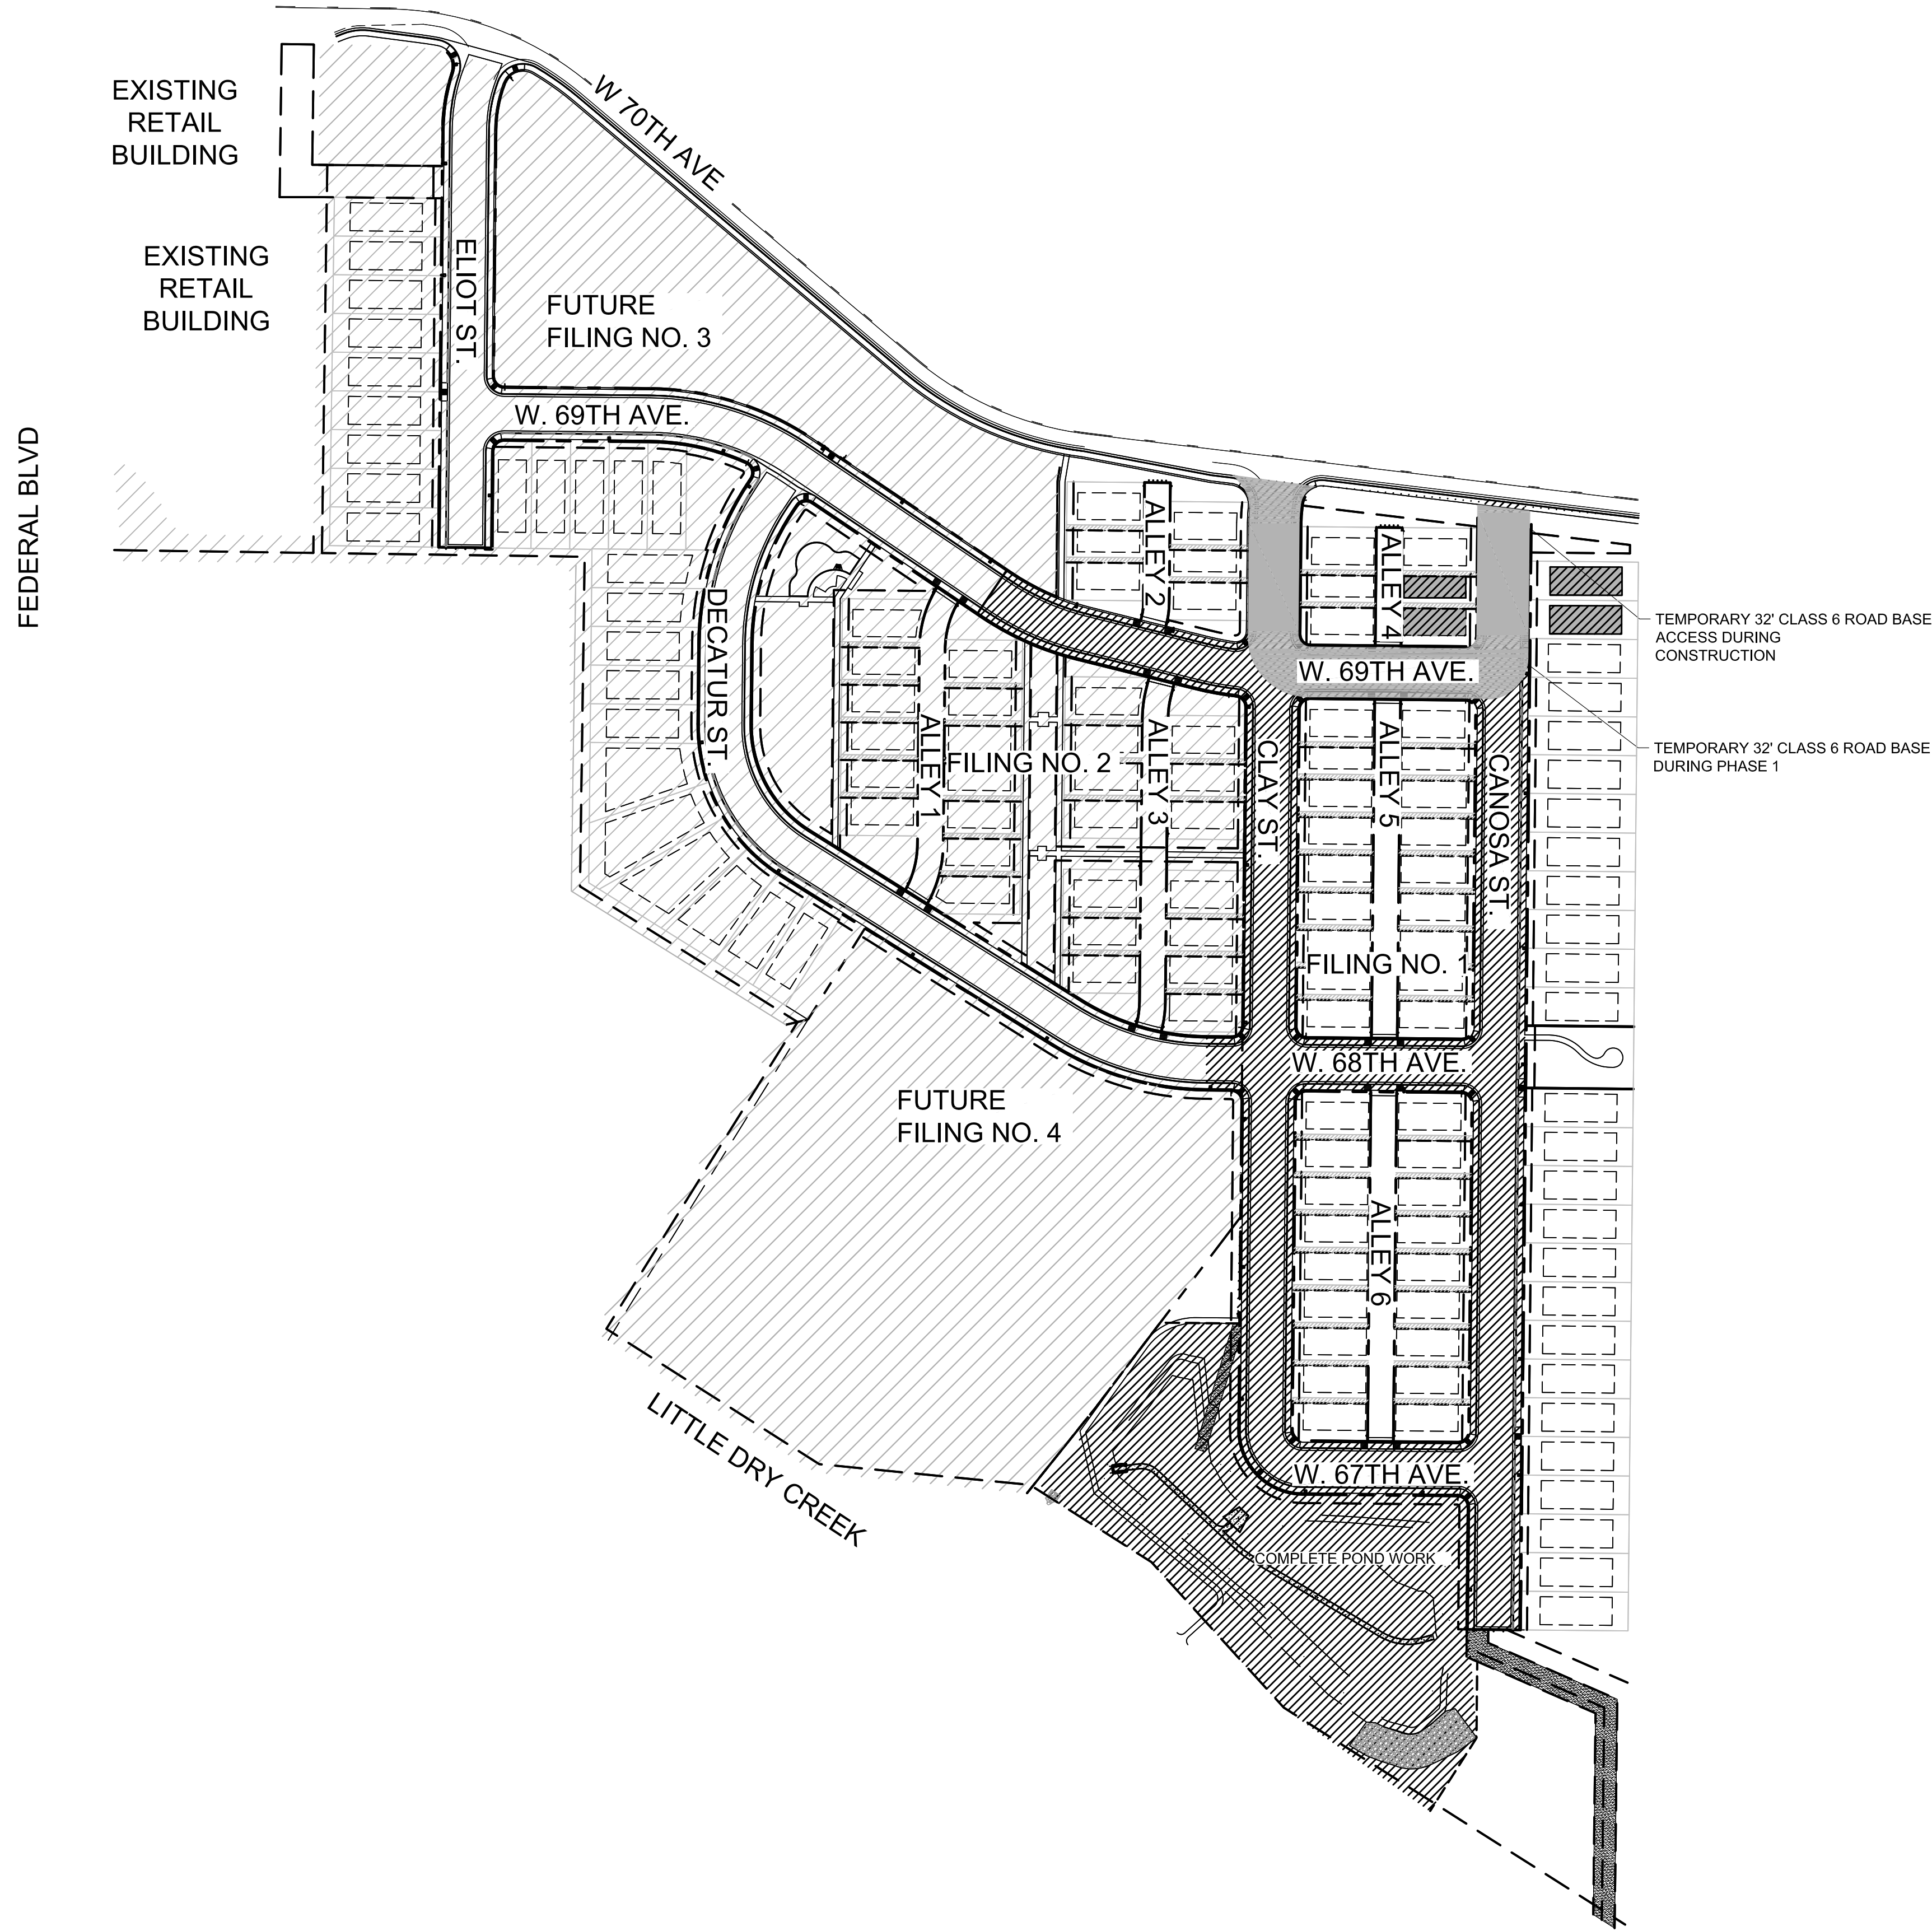 W 70TH AVE
EXISTING
RETAIL
BUILDING
EXISTING
RETAIL
BUILDING
ELIOT ST.
FUTURE
FILING NO. 3
W. 69TH AVE.
FEDERAL BLVD
ALLEY 2
ALLEY 4
TEMPORARY 32' CLASS 6 ROAD BASE
ACCESS DURING
CONSTRUCTION
DECATUR ST.
W. 69TH AVE.
TEMPORARY 32' CLASS 6 ROAD BASE
DURING PHASE 1
ALLEY 1
FILING NO. 2
ALLEY 3
CLAY ST.
ALLEY 5
CANOSA ST.
FILING NO. 1
W. 68TH AVE.
FUTURE
FILING NO. 4
ALLEY 6
LITTLE DRY CREEK
W. 67TH AVE.
COMPLETE POND WORK